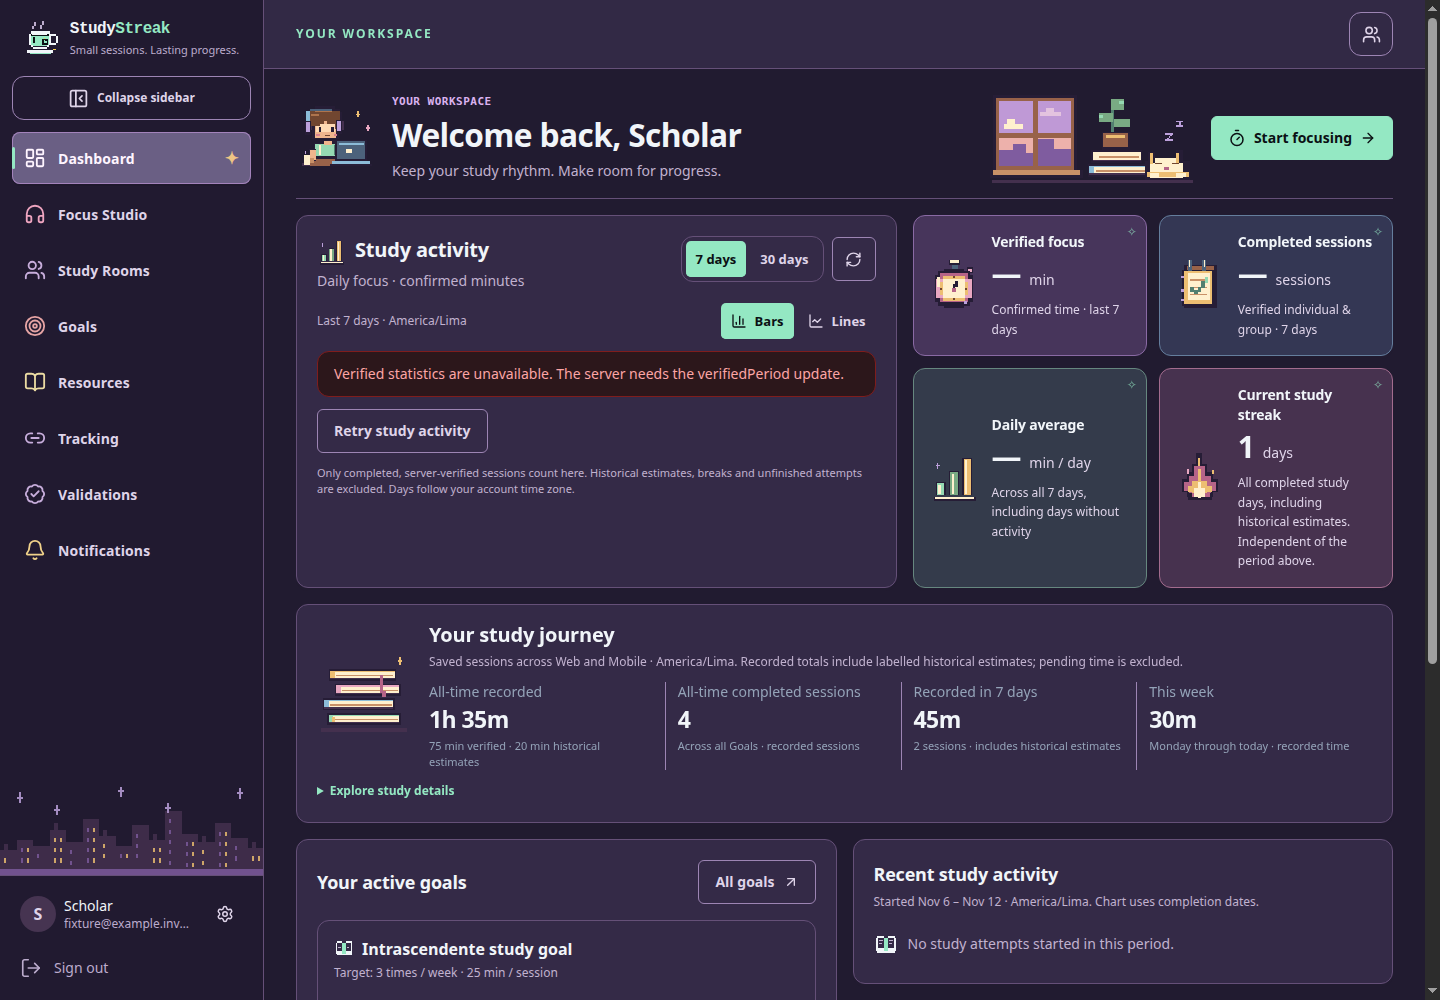 StudyStreak
Small sessions. Lasting progress.
Collapse sidebar
Dashboard
Focus Studio
Study Rooms
Goals
Resources
Tracking
Validations
Notifications
S
Scholar
fixture@example.inv...
Sign out
YOUR WORKSPACE
YOUR WORKSPACE
Welcome back, Scholar
Keep your study rhythm. Make room for progress.
Start focusing
Study activity
7 days
30 days
Daily focus · confirmed minutes
Last 7 days · America/Lima
Bars
Lines
Verified statistics are unavailable. The server needs the verifiedPeriod update.
Retry study activity
Only completed, server-verified sessions count here. Historical estimates, breaks and unfinished attempts
are excluded. Days follow your account time zone.
Verified focus
— min
Confirmed time · last 7
days
Completed sessions
— sessions
Verified individual &
group · 7 days
Daily average
— min / day
Across all 7 days,
including days without
activity
Current study
streak
1 days
All completed study
days, including
historical estimates.
Independent of the
period above.
Your study journey
Saved sessions across Web and Mobile · America/Lima. Recorded totals include labelled historical estimates; pending time is excluded.
All-time recorded
1h 35m
75 min verified · 20 min historical
estimates
All-time completed sessions
4
Across all Goals · recorded sessions
Recorded in 7 days
45m
2 sessions · includes historical estimates
This week
30m
Monday through today · recorded time
Explore study details
Your active goals
All goals
Intrascendente study goal
Target: 3 times / week · 25 min / session
Recent study activity
Started Nov 6 – Nov 12 · America/Lima. Chart uses completion dates.
No study attempts started in this period.